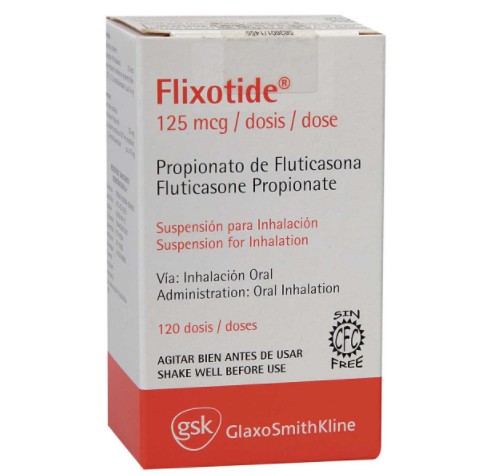 Flixotide®
125 mcg / dosis / dose
Propionato de Fluticasona
Fluticasone Propionate
Suspensión para Inhalación
Suspension for Inhalation
Vía: Inhalación Oral
Administration: Oral Inhalation
120 dosis / doses
SIN
CFC
FREE
AGITAR BIEN ANTES DE USAR
SHAKE WELL BEFORE USE
gsk
GlaxoSmithKline